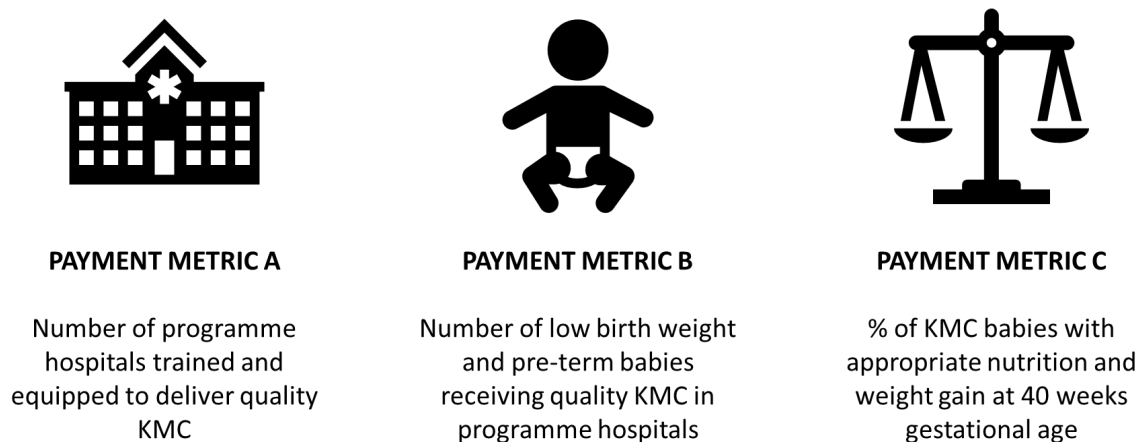 PAYMENT METRIC A
Number of programme
hospitals trained and
equipped to deliver quality
KMC
PAYMENT METRIC B
Number of low birth weight
and pre-term babies
receiving quality KMC in
programme hospitals
PAYMENT METRIC C
% of KMC babies with
appropriate nutrition and
weight gain at 40 weeks
gestational age